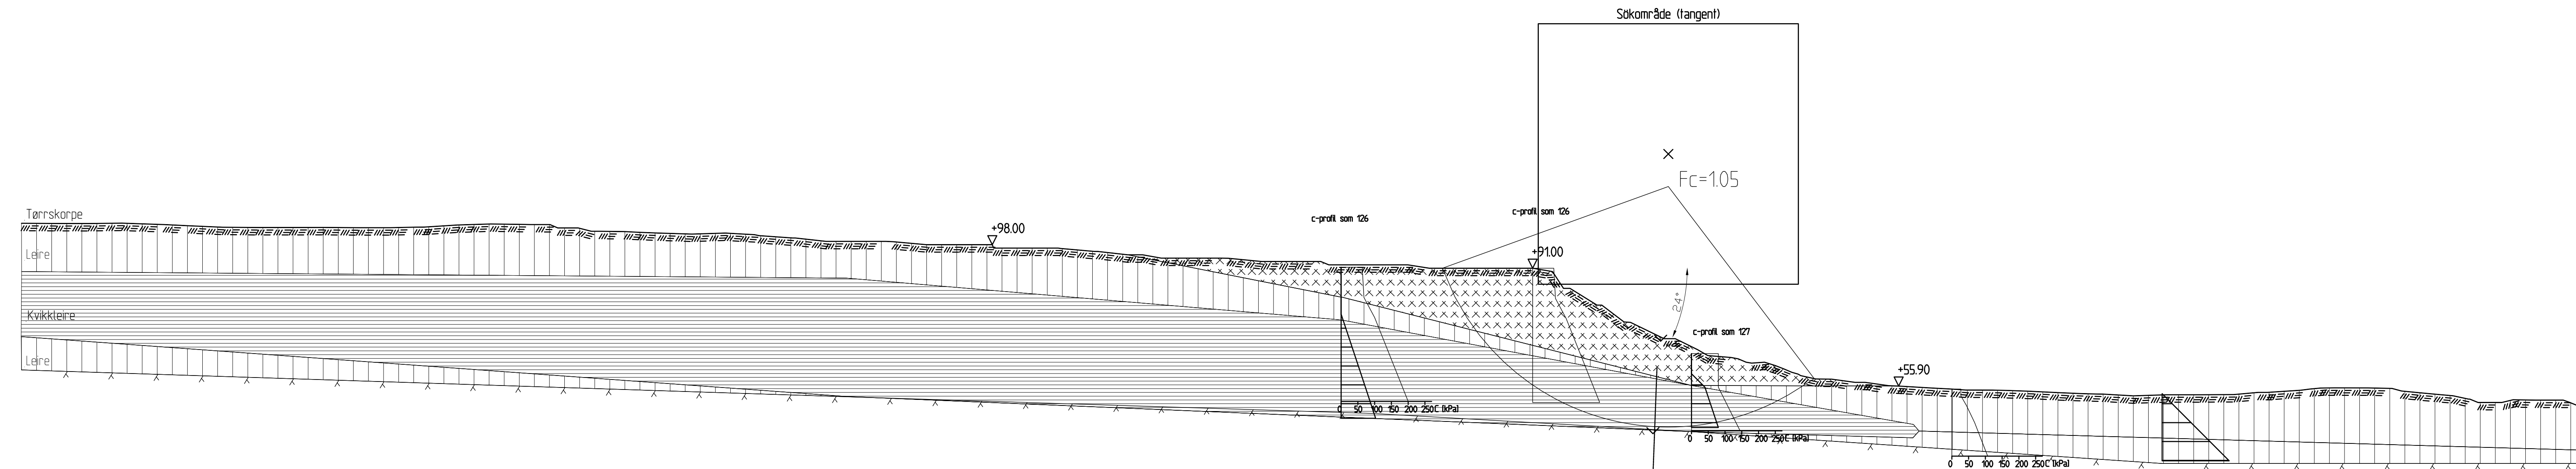 Sökområde (tangent)
Fc=1.05
Tørrskorpe
c-profil som 126
c-profil som 126
+98.00
+91.00
Leire
24°
Kvikkleire
c-profil som 127
Leire
+55.90
0 50 100 150 200 250 C [kPa]
0 50 100 150 200 250 C [kPa]
0 50 100 150 200 250 C [kPa]